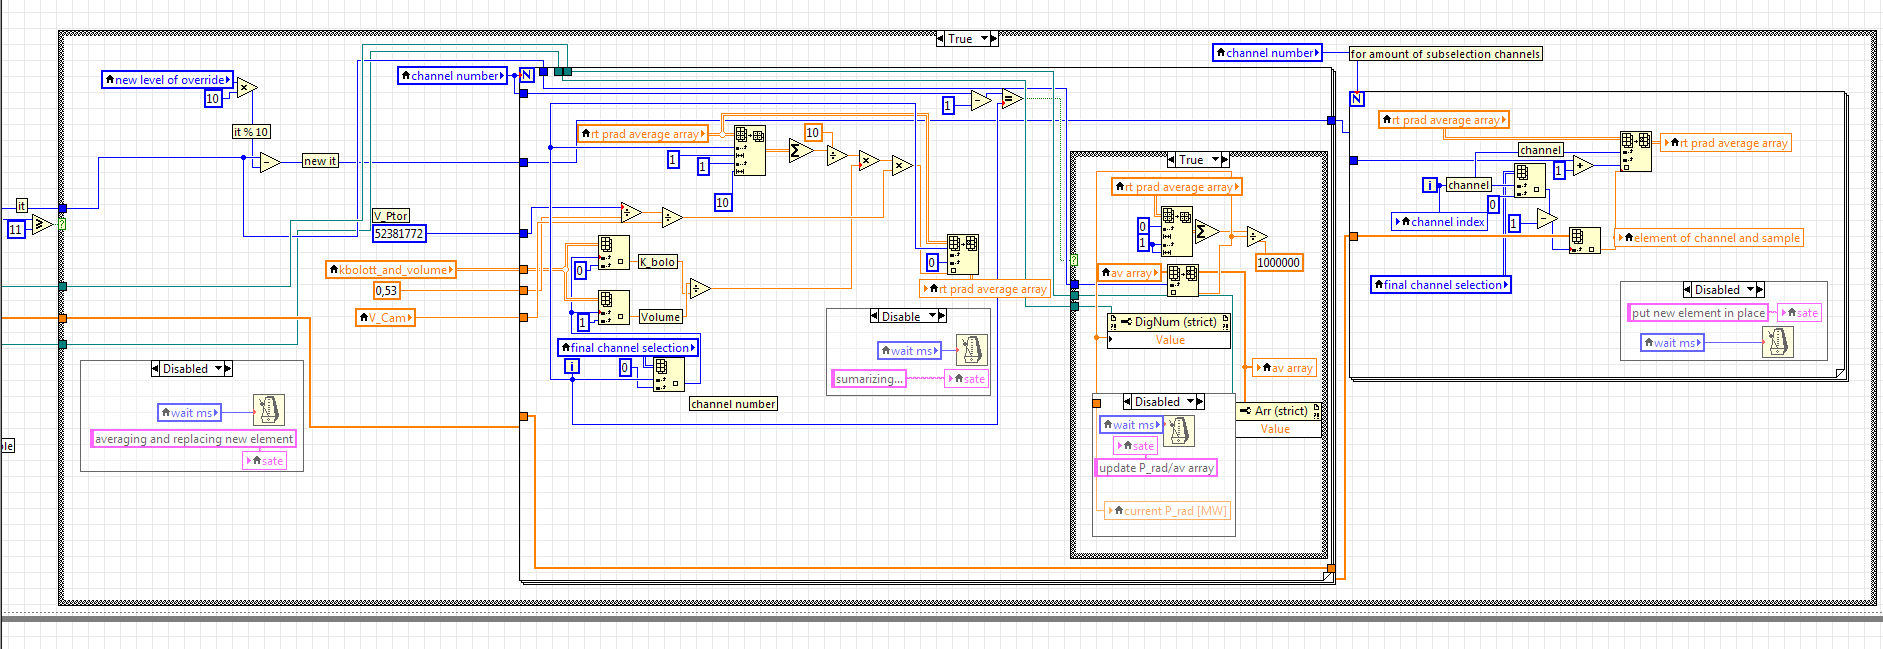 True
channel number
for amount of subselection channels
new level of override
10
channel number
N
N
1
it % 10
rt prad average array
10
rt prad average array
rt prad average array
new it
1
1
True
channel
1
it
11
10
rt prad average array
i
channel
V_Ptor
52381772
0
1
channel index
0
1
1
element of channel and sample
kbolott_and_volume
0
K_bolo
0
av array
1000000
0,53
rt prad average array
final channel selection
V_Cam
1
Volume
Disable
DigNum (strict)
Value
Disabled
put new element in place
sate
wait ms
final channel selection
wait ms
Disabled
i
0
sumarizing...
sate
av array
channel number
Disabled
Arr (strict)
Value
wait ms
wait ms
averaging and replacing new element
sate
sate
update P_rad/av array
current P_rad [MW]